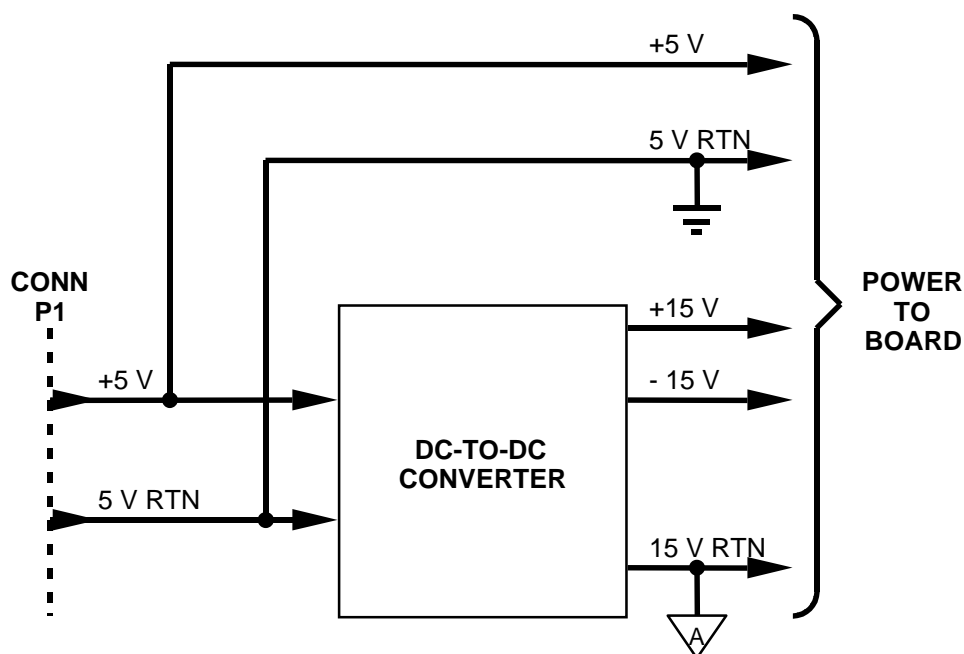 +5 V
5 V RTN
CONN
P1
+5 V
5 V RTN
DC-TO-DC
CONVERTER
+15 V
- 15 V
15 V RTN
A
POWER
TO
BOARD